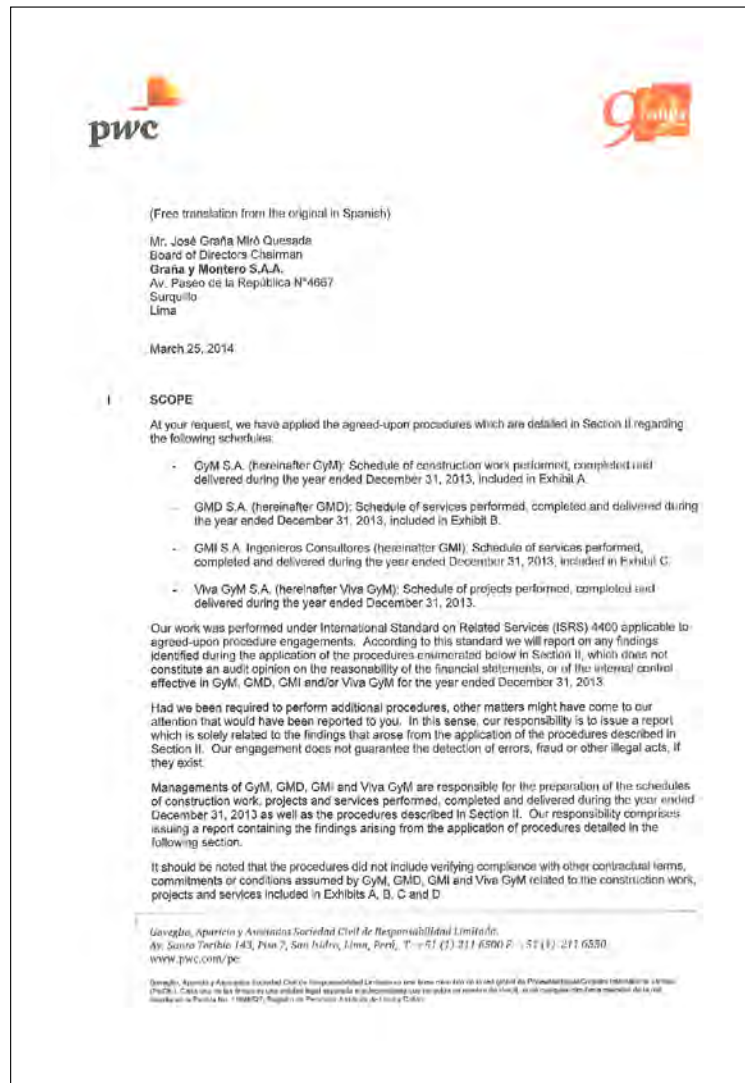 pwc
(Free translation from the original in Spanish)
Mr. José Graña Miró Quesada
Board of Directors Chairman
Graña y Montero S.A.A.
Av. Paseo de la República N°4667
Surquillo
Lima
March 25, 2014
I SCOPE
At your request, we have applied the agreed-upon procedures which are detailed in Section II regarding
the following schedules:
- GyM S.A. (hereinafter GyM): Schedule of construction work performed, completed and
delivered during the year ended December 31, 2013, included in Exhibit A.
- GMD S.A. (hereinafter GMD): Schedule of services performed, completed and delivered during
the year ended December 31, 2013, included in Exhibit B.
- GMI S.A. Ingenieros Consultores (hereinafter GMI): Schedule of services performed,
completed and delivered during the year ended December 31, 2013, included in Exhibit C.
- Viva GyM S.A. (hereinafter Viva GyM): Schedule of projects performed, completed and
delivered during the year ended December 31, 2013.
Our work was performed under International Standard on Related Services (ISRS) 4400 applicable to
agreed-upon procedure engagements. According to this standard we will report on any findings
identified during the application of the procedures enumerated below in Section II, which does not
constitute an audit opinion on the reasonability of the financial statements, or of the internal control
effective in GyM, GMD, GMI and/or Viva GyM for the year ended December 31, 2013.
Had we been required to perform additional procedures, other matters might have come to our
attention that would have been reported to you. In this sense, our responsibility is to issue a report
which is solely related to the findings that arose from the application of the procedures described in
Section II. Our engagement does not guarantee the detection of errors, fraud or other illegal acts, if
they exist.
Managements of GyM, GMD, GMI and Viva GyM are responsible for the preparation of the schedules
of construction work, projects and services performed, completed and delivered during the year ended
December 31, 2013 as well as the procedures described in Section II. Our responsibility comprises
issuing a report containing the findings arising from the application of procedures detailed in the
following section.
It should be noted that the procedures did not include verifying compliance with other contractual terms,
commitments or conditions assumed by GyM, GMD, GMI and Viva GyM related to the construction work,
projects and services included in Exhibits A, B, C and D.
Gaveglio, Aparicio y Asociados Sociedad Civil de Responsabilidad Limitada.
Av. Santo Toribio 143, Piso 7, San Isidro, Lima, Perú, T: +51 (1) 211 6500 F: +51 (1) 211 6550
www.pwc.com/pe
Gaveglio, Aparicio y Asociados Sociedad Civil de Responsabilidad Limitada